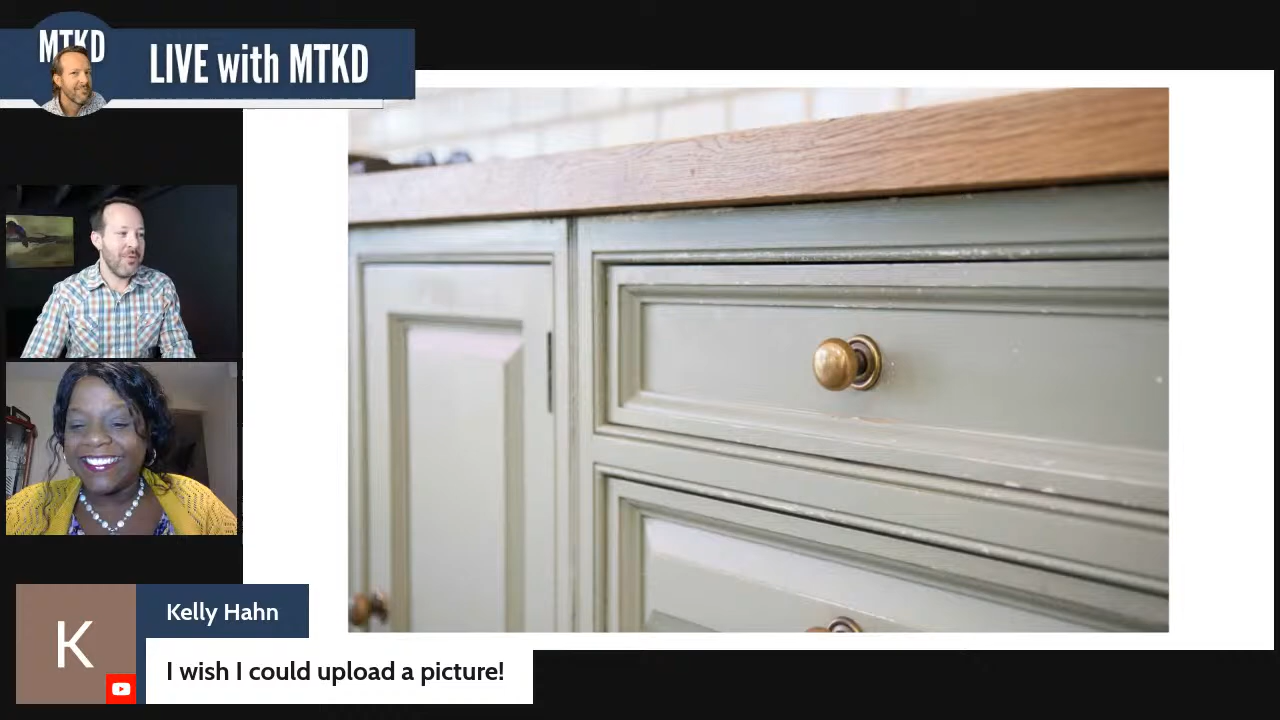 MTKD
LIVE with MTKD
Kelly Hahn
K
I wish I could upload a picture!